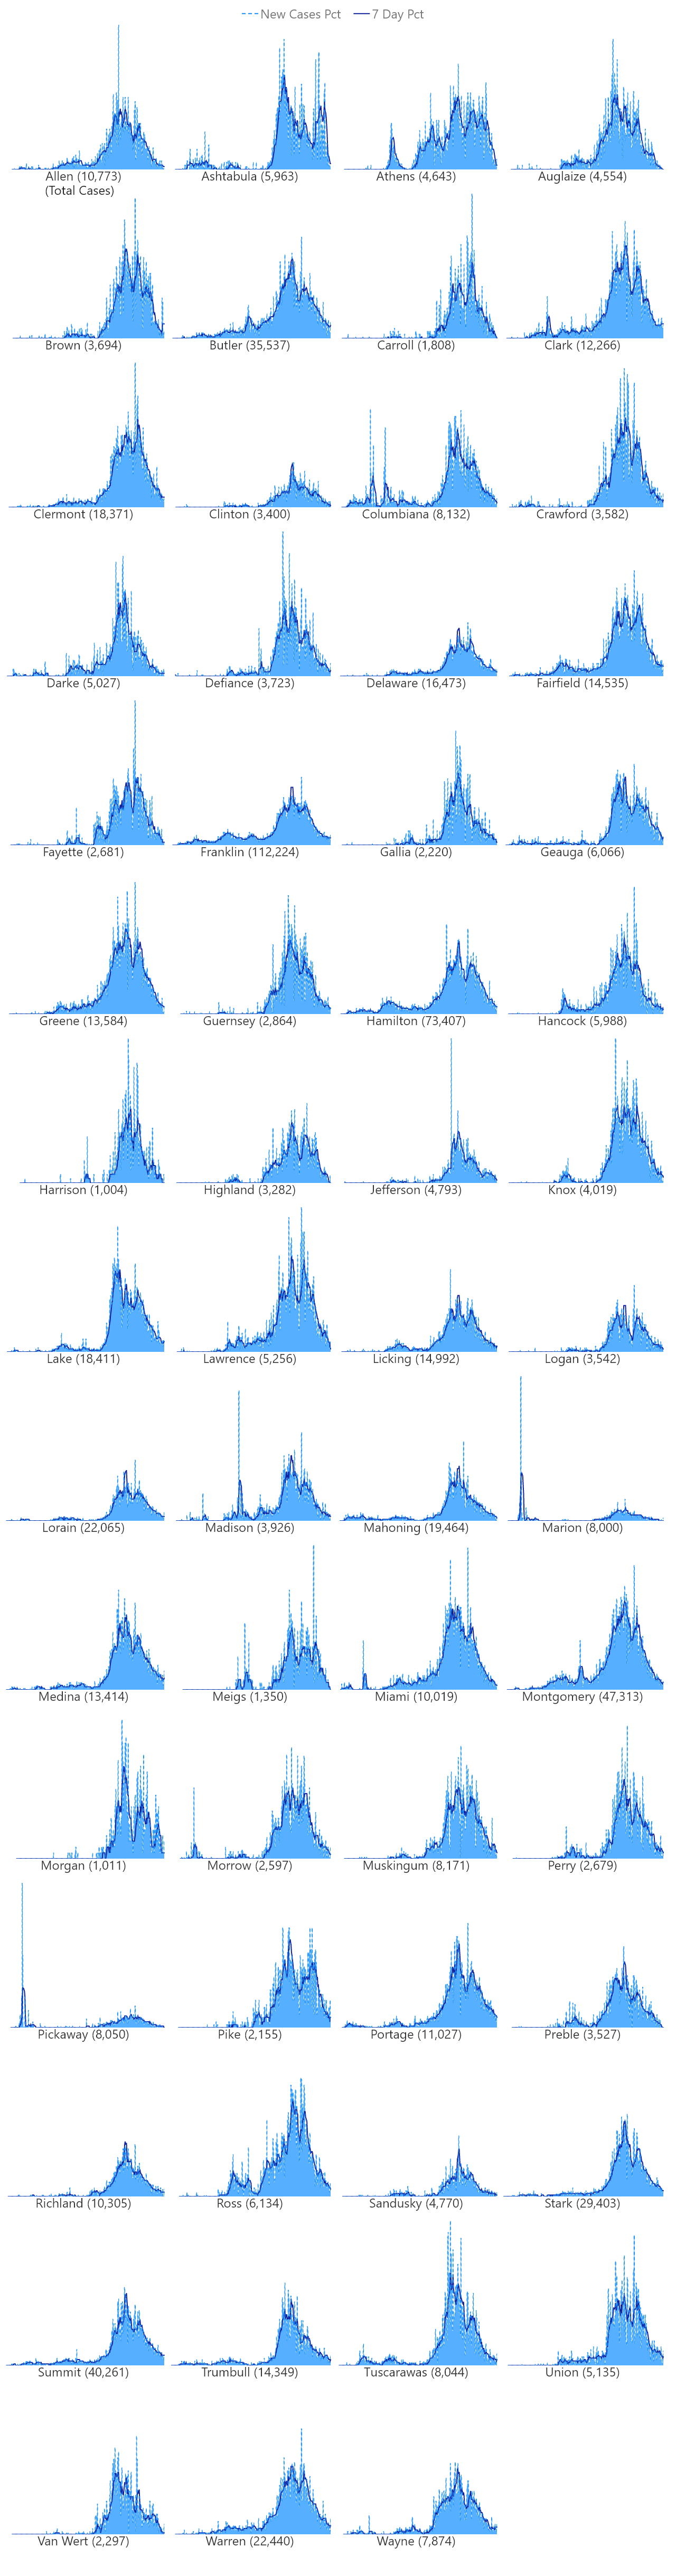 New Cases Pct 7 Day Pct
Allen (10,773) Ashtabula (5,963) Athens (4,643) Auglaize (4,554)
(Total Cases)
Brown (3,694) Butler (35,537) Carroll (1,808) Clark (12,266)
Clermont (18,371) Clinton (3,400) Columbiana (8,132) Crawford (3,582)
Darke (5,027) Defiance (3,723) Delaware (16,473) Fairfield (14,535)
Fayette (2,681) Franklin (112,224) Gallia (2,220) Geauga (6,066)
Greene (13,584) Guernsey (2,864) Hamilton (73,407) Hancock (5,988)
Harrison (1,004) Highland (3,282) Jefferson (4,793) Knox (4,019)
Lake (18,411) Lawrence (5,256) Licking (14,992) Logan (3,542)
Lorain (22,065) Madison (3,926) Mahoning (19,464) Marion (8,000)
Medina (13,414) Meigs (1,350) Miami (10,019) Montgomery (47,313)
Morgan (1,011) Morrow (2,597) Muskingum (8,171) Perry (2,679)
Pickaway (8,050) Pike (2,155) Portage (11,027) Preble (3,527)
Richland (10,305) Ross (6,134) Sandusky (4,770) Stark (29,403)
Summit (40,261) Trumbull (14,349) Tuscarawas (8,044) Union (5,135)
Van Wert (2,297) Warren (22,440) Wayne (7,874)